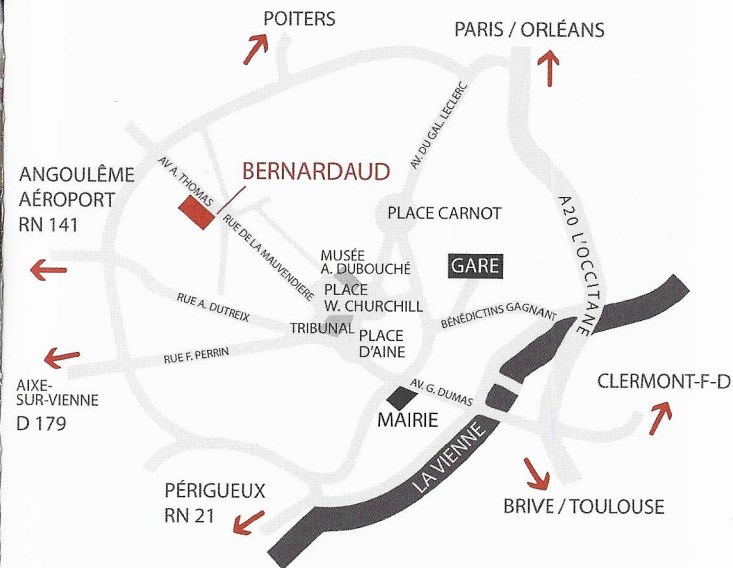 POITERS
PARIS / ORLÉANS
AV. DU GAL. LECLERC
ANGOULÊME
AÉROPORT
RN 141
AV A. THOMAS
BERNARDAUD
RUE DE LA MAUVENDIERE
PLACE CARNOT
A20 L'OCCITANE
MUSÉE
A. DUBOUCHÉ
GARE
PLACE
W. CHURCHILL
RUE A. DUTREIX
TRIBUNAL
PLACE
D'AINE
BÉNÉDICTINS GAGNANT
RUE F. PERRIN
AIXE-
SUR-VIENNE
D 179
AV. G. DUMAS
CLERMONT-F-D
MAIRIE
LA VIENNE
PÉRIGUEUX
RN 21
BRIVE / TOULOUSE